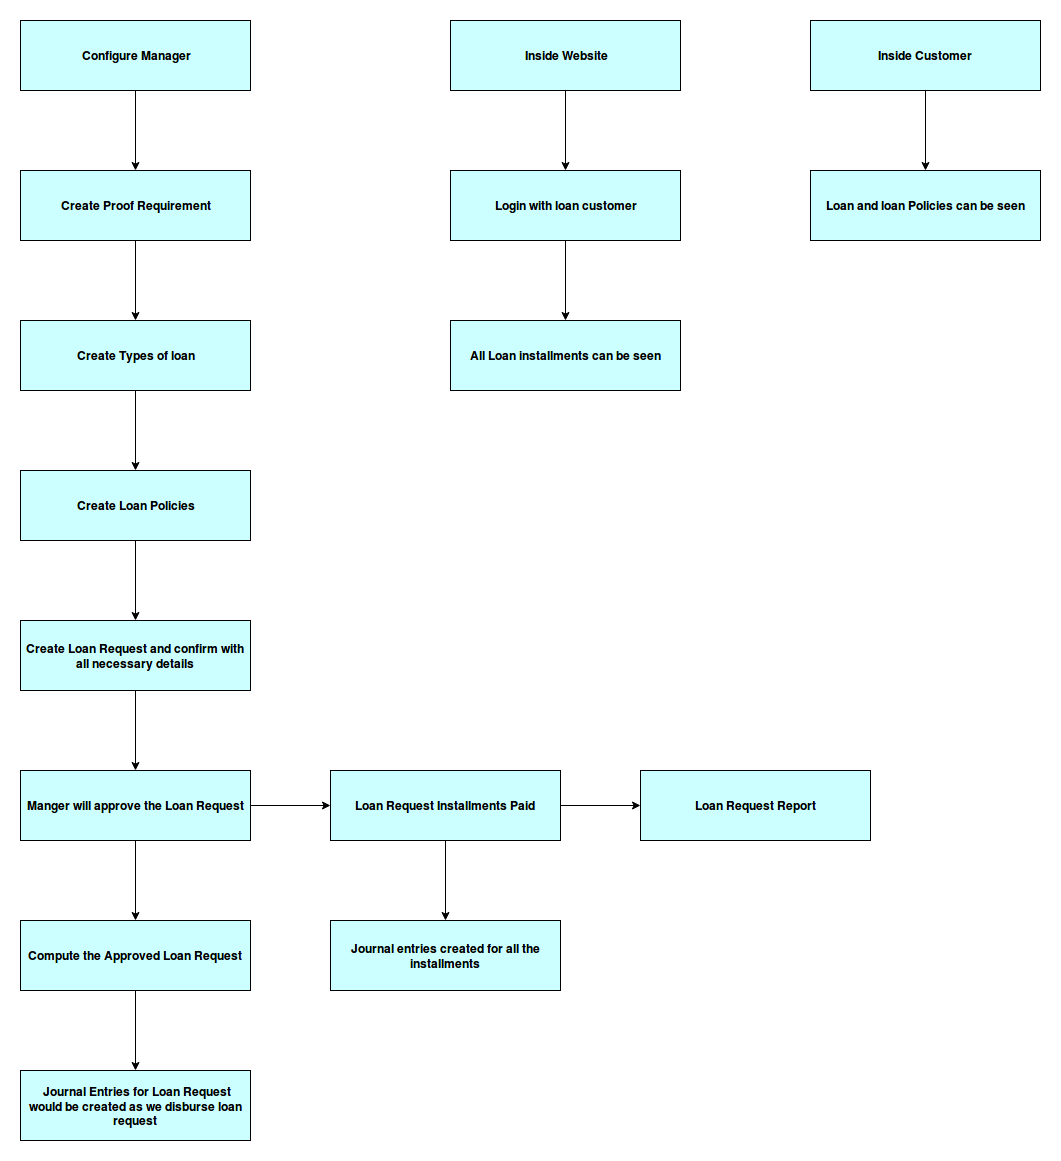 Configure Manager
Inside Website
Inside Customer
Create Proof Requirement
Login with loan customer
Loan and loan Policies can be seen
Create Types of loan
All Loan installments can be seen
Create Loan Policies
Create Loan Request and confirm with
all necessary details
Manger will approve the Loan Request
Loan Request Installments Paid
Loan Request Report
Compute the Approved Loan Request
Journal entries created for all the
installments
Journal Entries for Loan Request
would be created as we disburse loan
request